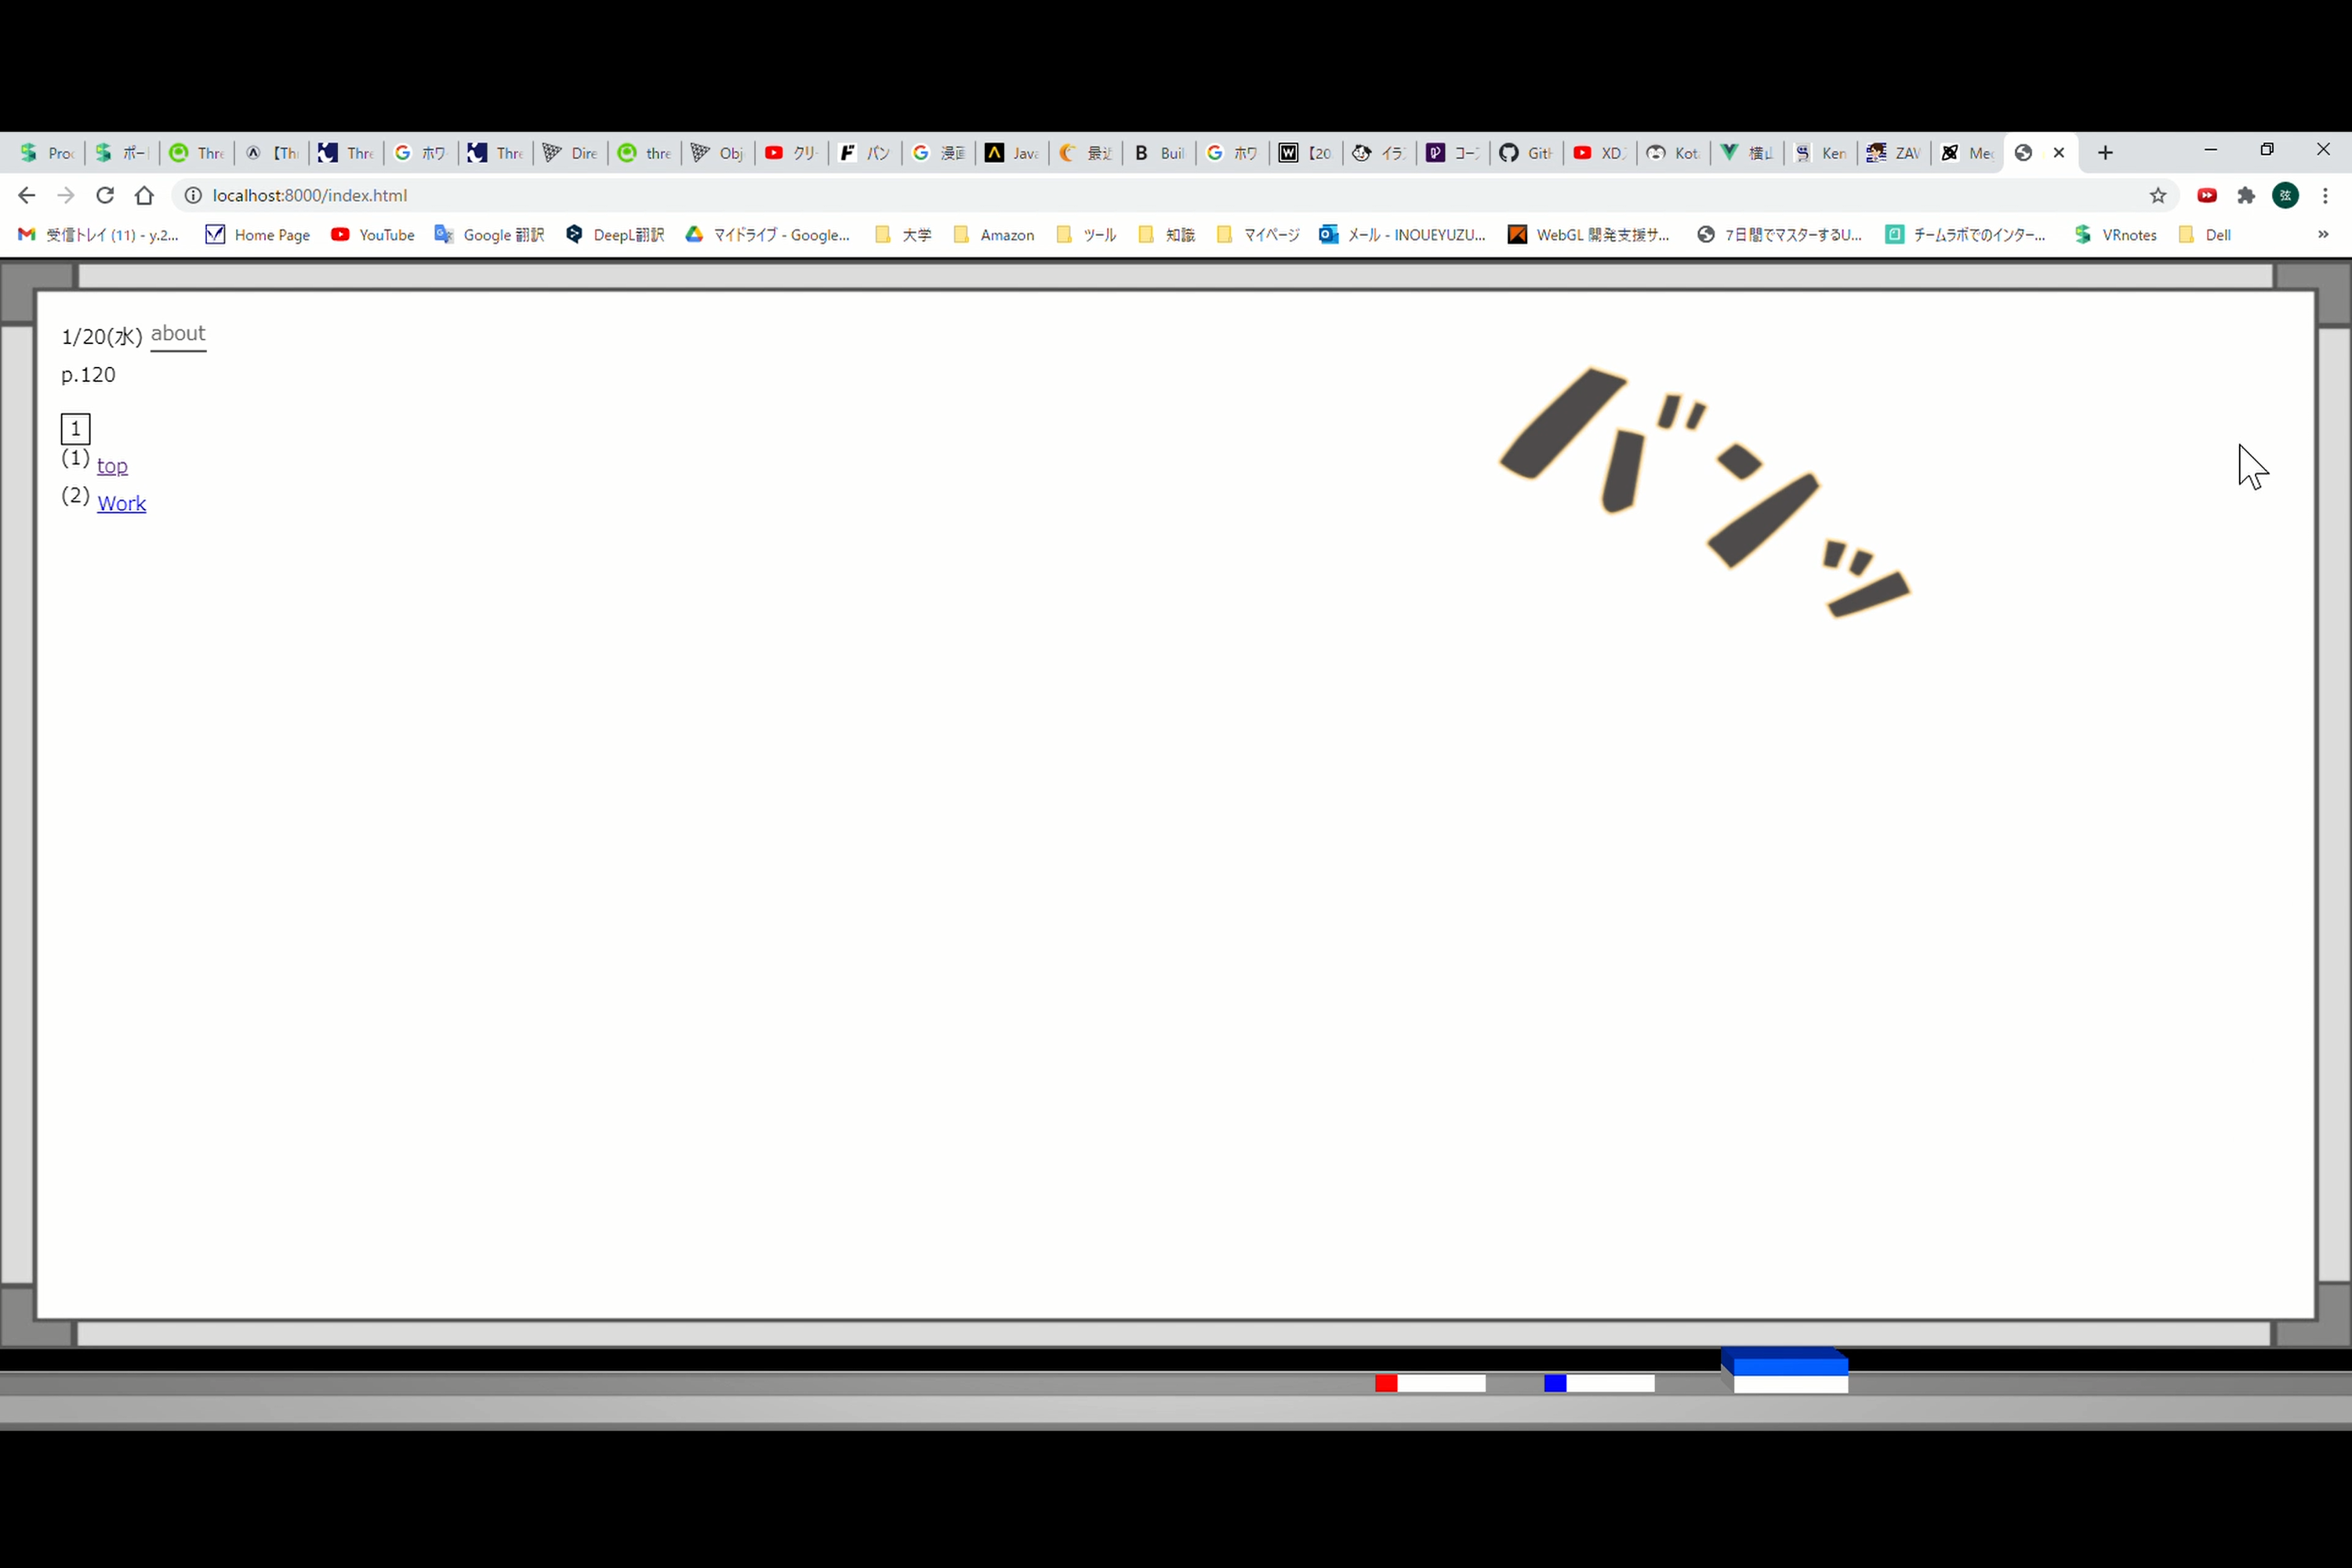 Pro ポー Thr 【Th Thre ホワ Thre Dire thre Obj クリ バン 漫画 Java 最近 Buil ホワ 【20 イラ コー Gitl XD Kot 横山 Ken ZAV Me
localhost:8000/index.html 弦
受信トレイ (11) - y.2... Home Page YouTube Google 翻訳 DeepL翻訳 マイドライブ - Google... 大学 Amazon ツール 知識 マイページ メール - INOUEYUZU... WebGL 開発支援サ... 7日間でマスターするU... チームラボでのインター... VRnotes Dell
1/20(水) about
p.120
1
(1) top
(2) Work
バンッ